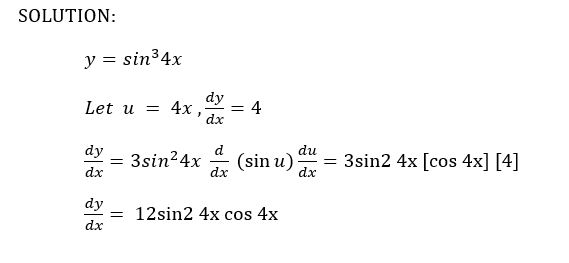 SOLUTION:
y = sin³4x
Let u = 4x , dy/dx = 4
dy/dx = 3sin²4x d/dx (sin u) du/dx = 3sin2 4x [cos 4x] [4]
dy/dx = 12sin2 4x cos 4x